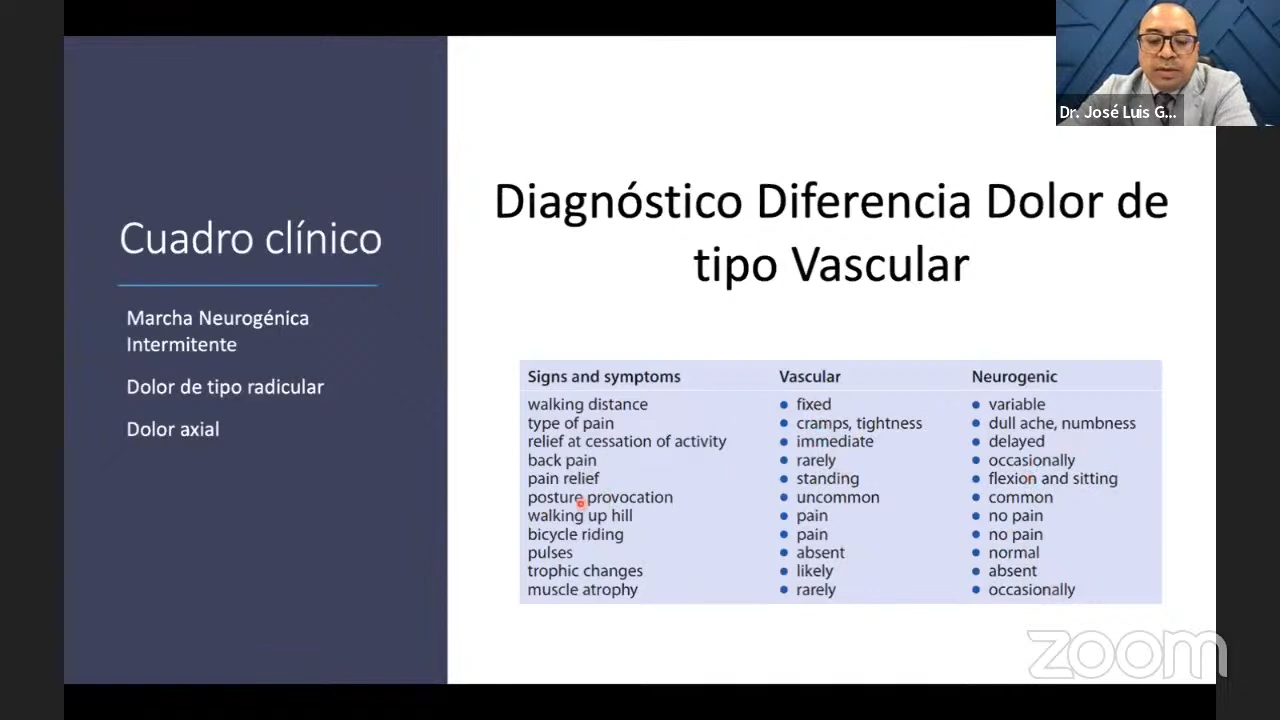 Dr. José Luis G...
Cuadro clínico
Marcha Neurogénica
Intermitente
Dolor de tipo radicular
Dolor axial
Diagnóstico Diferencia Dolor de
tipo Vascular
Signs and symptoms Vascular Neurogenic
walking distance • fixed • variable
type of pain • cramps, tightness • dull ache, numbness
relief at cessation of activity • immediate • delayed
back pain • rarely • occasionally
pain relief • standing • flexion and sitting
posture provocation • uncommon • common
walking up hill • pain • no pain
bicycle riding • pain • no pain
pulses • absent • normal
trophic changes • likely • absent
muscle atrophy • rarely • occasionally
zoom